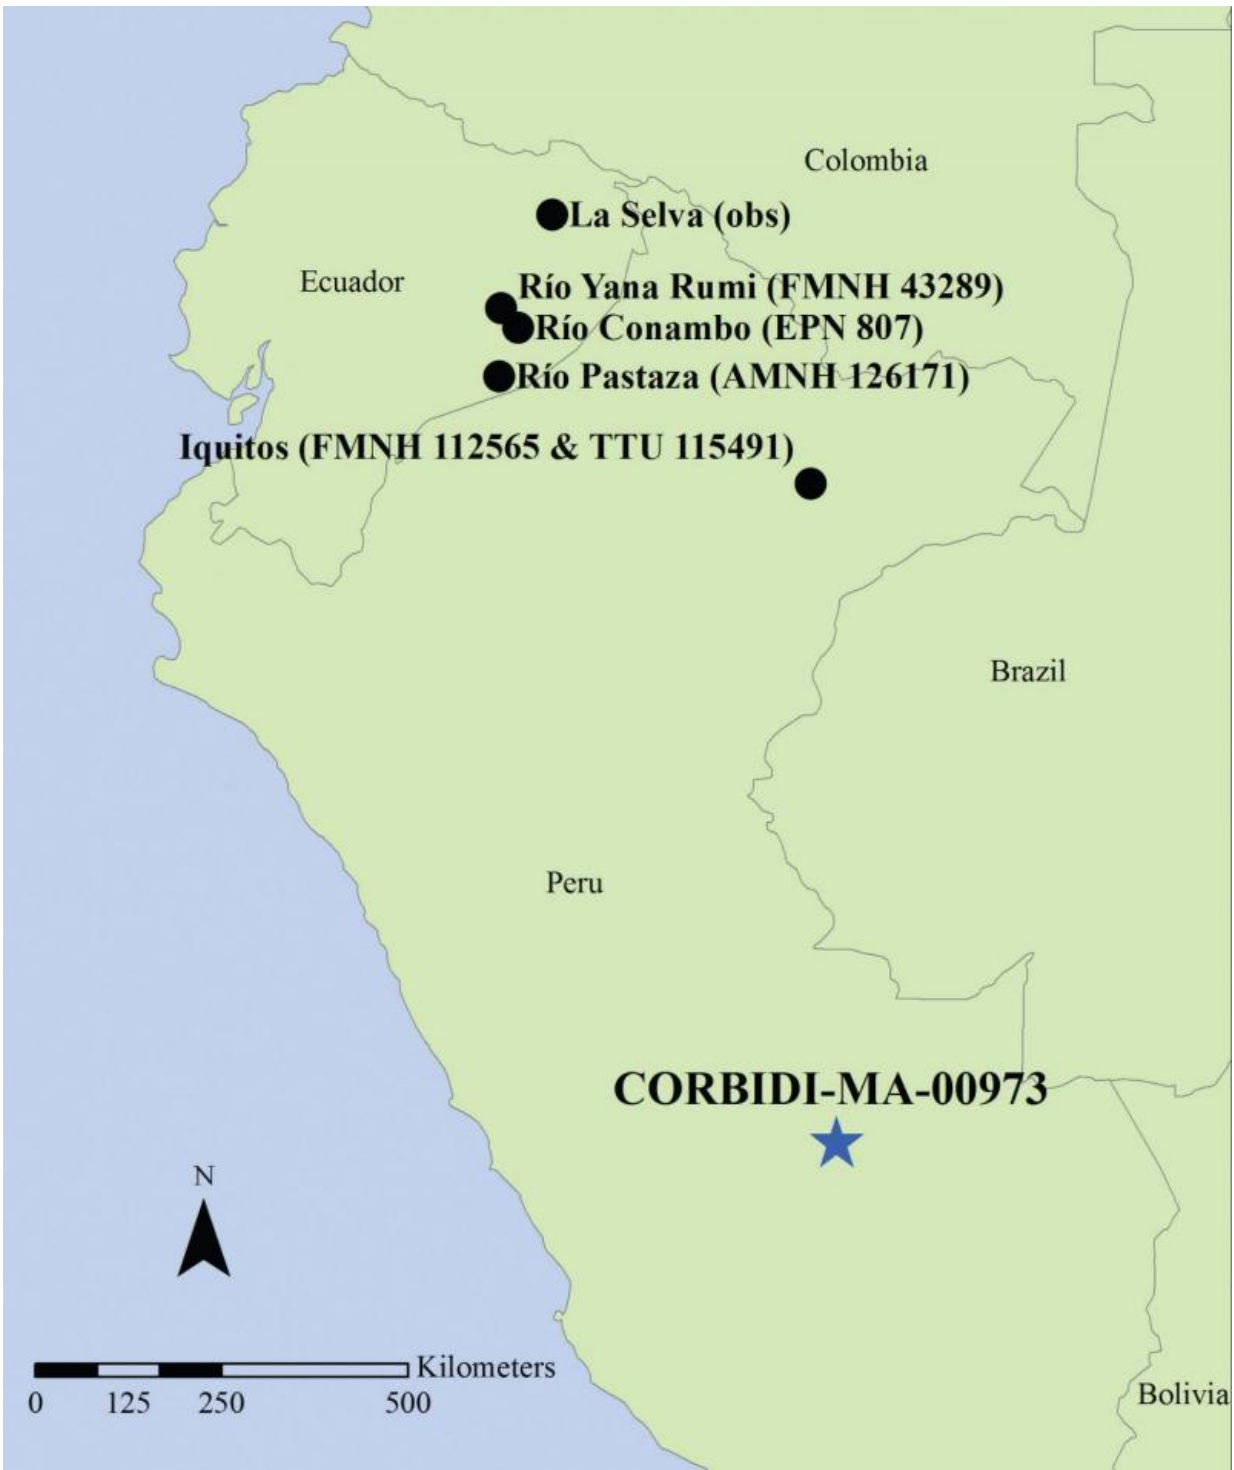 Colombia
La Selva (obs)
Ecuador
Río Yana Rumi (FMNH 43289)
Río Conambo (EPN 807)
Río Pastaza (AMNH 126171)
Iquitos (FMNH 112565 & TTU 115491)
Brazil
Peru
CORBIDI-MA-00973
N
Kilometers
0 125 250 500
Bolivia